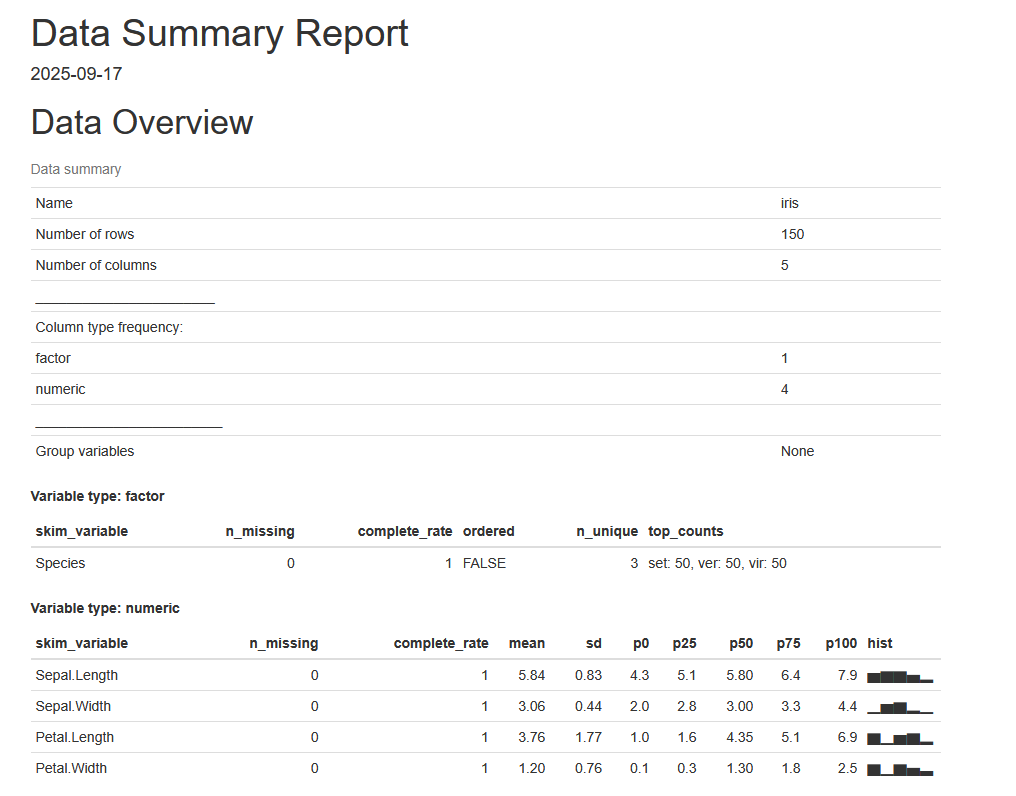 Data Summary Report
2025-09-17
Data Overview
Data summary
Name iris
Number of rows 150
Number of columns 5
_______________________
Column type frequency:
factor 1
numeric 4
________________________
Group variables None
Variable type: factor
skim_variable n_missing complete_rate ordered n_unique top_counts
Species 0 1 FALSE 3 set: 50, ver: 50, vir: 50
Variable type: numeric
skim_variable n_missing complete_rate mean sd p0 p25 p50 p75 p100 hist
Sepal.Length 0 1 5.84 0.83 4.3 5.1 5.80 6.4 7.9 ▆▇▇▅▂
Sepal.Width 0 1 3.06 0.44 2.0 2.8 3.00 3.3 4.4 ▁▆▇▂▁
Petal.Length 0 1 3.76 1.77 1.0 1.6 4.35 5.1 6.9 ▇▁▆▇▂
Petal.Width 0 1 1.20 0.76 0.1 0.3 1.30 1.8 2.5 ▇▁▇▅▃